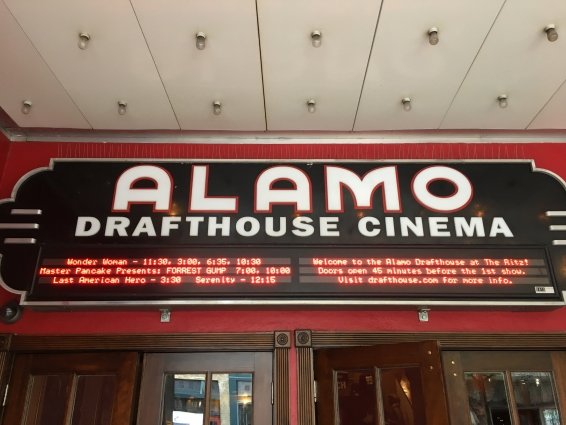 ALAMO
DRAFTHOUSE CINEMA
Wonder Woman - 11:30, 3:00, 6:35, 10:30
Master Pancake Presents: FORREST GUMP 7:00, 10:00
Last American Hero - 3:30 Serenity - 12:15
Welcome to the Alamo Drafthouse at The Ritz!
Doors open 45 minutes before the 1st show.
Visit drafthouse.com for more info.